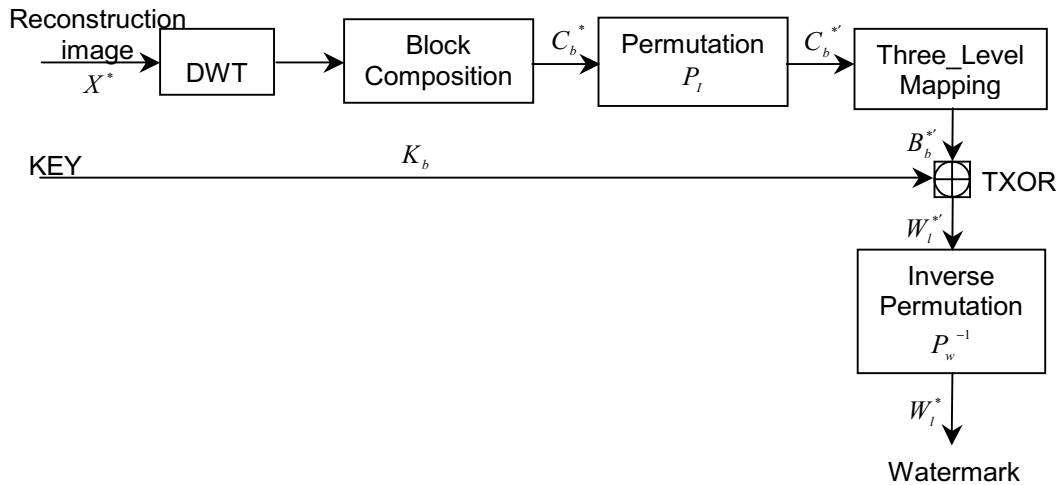 Reconstruction
image
X*
DWT
Block
Composition
C_b^*
Permutation
P_I
C_b^*'
Three_Level
Mapping
B_b^*'
KEY
K_b
TXOR
W_l^*'
Inverse
Permutation
P_w^-1
W_l^*
Watermark